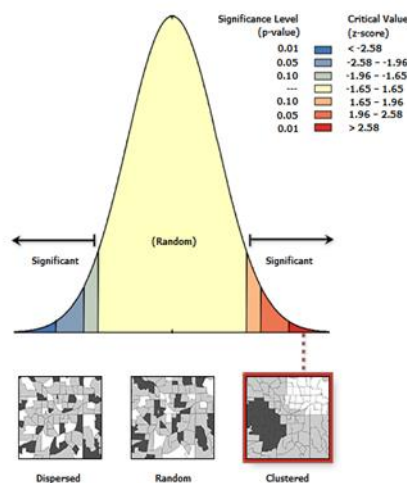 Significance Level Critical Value
(p-value) (z-score)
0.01 < -2.58
0.05 -2.58 – -1.96
0.10 -1.96 – -1.65
--- -1.65 – 1.65
0.10 1.65 – 1.96
0.05 1.96 – 2.58
0.01 > 2.58
(Random)
Significant Significant
Dispersed Random Clustered